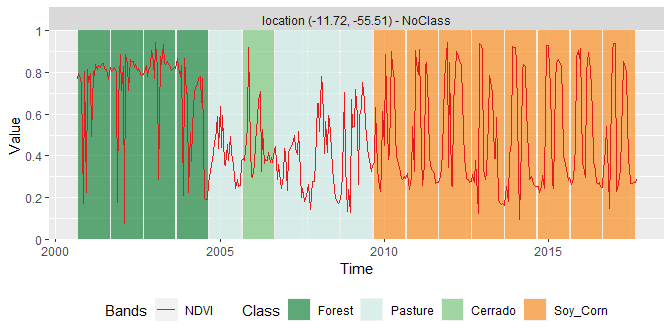 location (-11.72, -55.51) - NoClass
1
0.8
0.6
0.4
0.2
0
Value
2000 2005 2010 2015
Time
Bands NDVI Class Forest Pasture Cerrado Soy_Corn